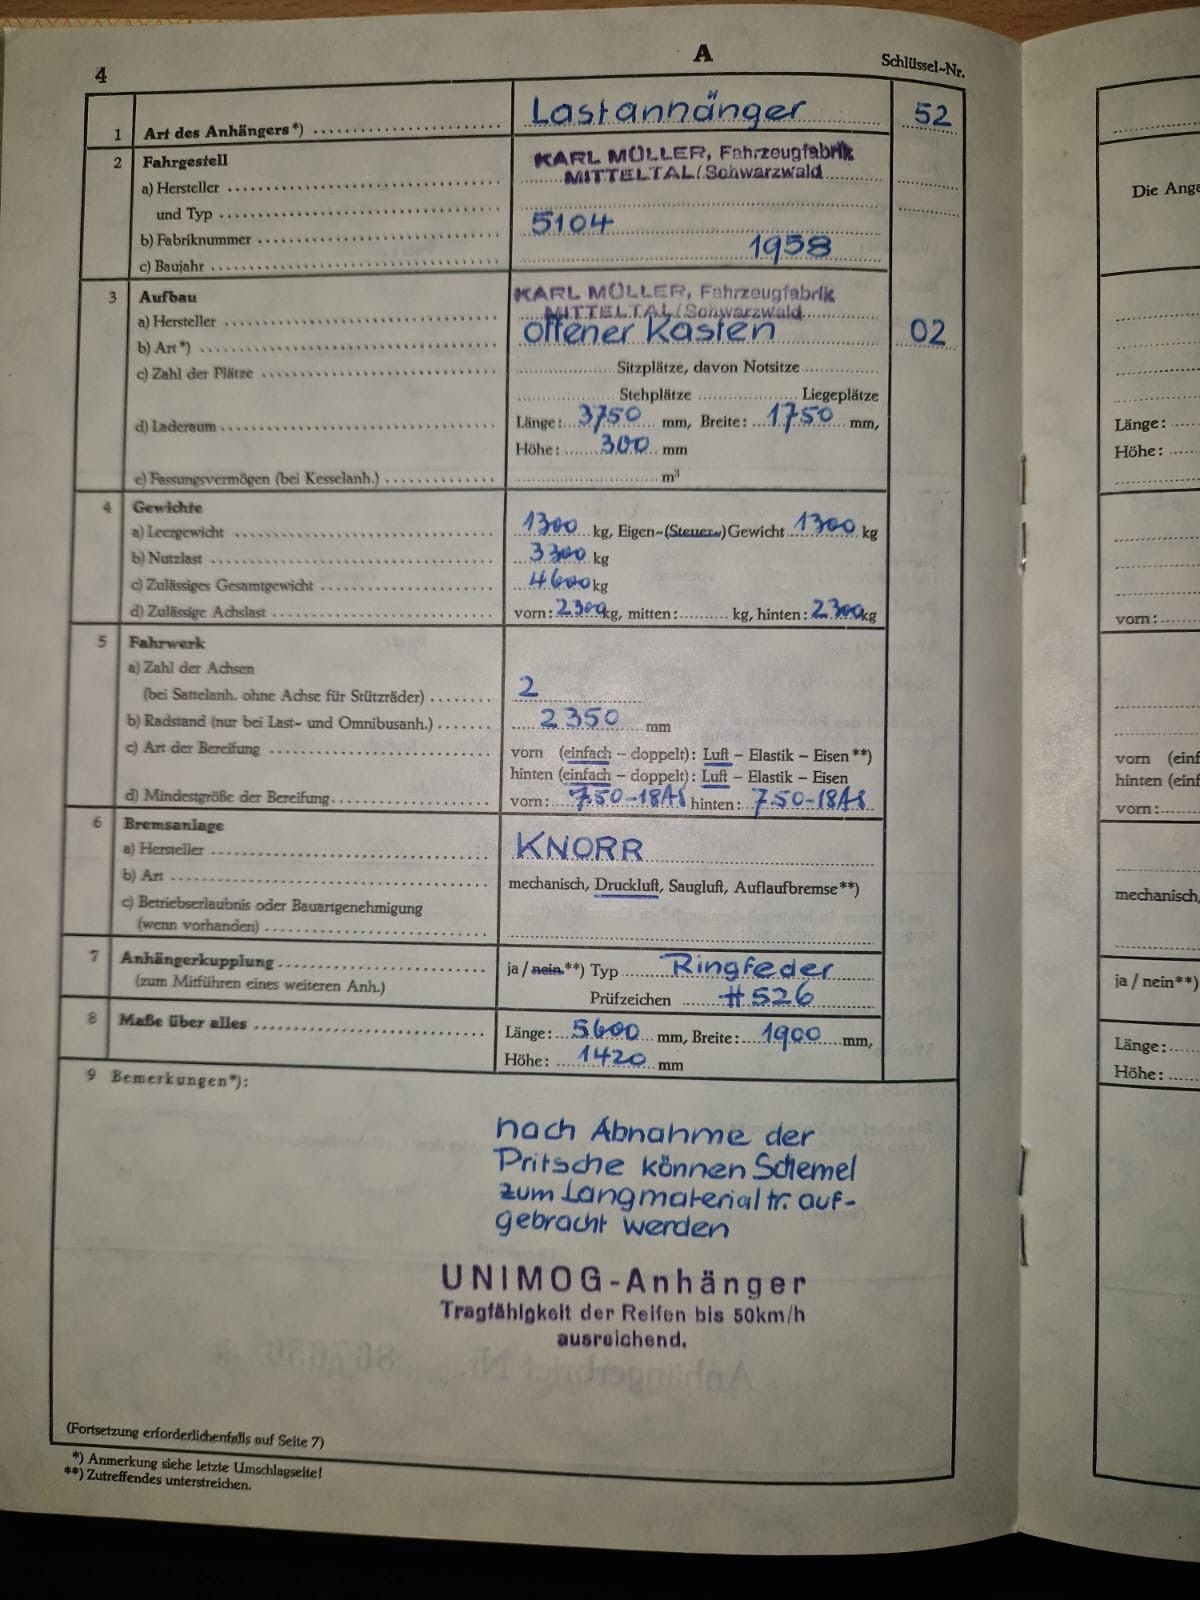 4
A
Schlüssel-Nr.
1 Art des Anhängers*) Lastanhänger 52
2 Fahrgestell
a) Hersteller KARL MÜLLER, Fahrzeugfabrik
MITTELTAL/Schwarzwald
und Typ
b) Fabriknummer 5104
c) Baujahr 1958
3 Aufbau
a) Hersteller KARL MÜLLER, Fahrzeugfabrik
MITTELTAL/Schwarzwald
b) Art*) offener Kasten 02
c) Zahl der Plätze Sitzplätze, davon Notsitze
Stehplätze Liegeplätze
d) Laderaum Länge: 3750 mm, Breite: 1750 mm,
Höhe: 300 mm
e) Fassungsvermögen (bei Kesselanh.) m³
4 Gewichte
a) Leergewicht 1300 kg, Eigen-(Steuer-)Gewicht 1300 kg
b) Nutzlast 3300 kg
c) Zulässiges Gesamtgewicht 4600 kg
d) Zulässige Achslast vorn: 2300 kg, mitten: kg, hinten: 2300 kg
5 Fahrwerk
a) Zahl der Achsen
(bei Sattelanh. ohne Achse für Stützräder) 2
b) Radstand (nur bei Last- und Omnibusanh.) 2350 mm
c) Art der Bereifung vorn (einfach – doppelt): Luft – Elastik – Eisen**)
hinten (einfach – doppelt): Luft – Elastik – Eisen
d) Mindestgröße der Bereifung vorn: 7.50-18AS hinten: 7.50-18AS
6 Bremsanlage
a) Hersteller KNORR
b) Art mechanisch, Druckluft, Saugluft, Auflaufbremse**)
c) Betriebserlaubnis oder Bauartgenehmigung
(wenn vorhanden)
7 Anhängerkupplung ja / nein**) Typ Ringfeder
(zum Mitführen eines weiteren Anh.) Prüfzeichen # 526
8 Maße über alles Länge: 5600 mm, Breite: 1900 mm,
Höhe: 1420 mm
9 Bemerkungen*):
nach Abnahme der
Pritsche können Schemel
zum Langmaterialtr. auf-
gebracht werden
UNIMOG-Anhänger
Tragfähigkeit der Reifen bis 50km/h
ausreichend.
(Fortsetzung erforderlichenfalls auf Seite 7)
*) Anmerkung siehe letzte Umschlagseite!
**) Zutreffendes unterstreichen.
Die Ange
Länge:
Höhe:
vorn:
vorn (einf
hinten (einf
vorn:
mechanisch,
ja / nein**)
Länge:
Höhe: